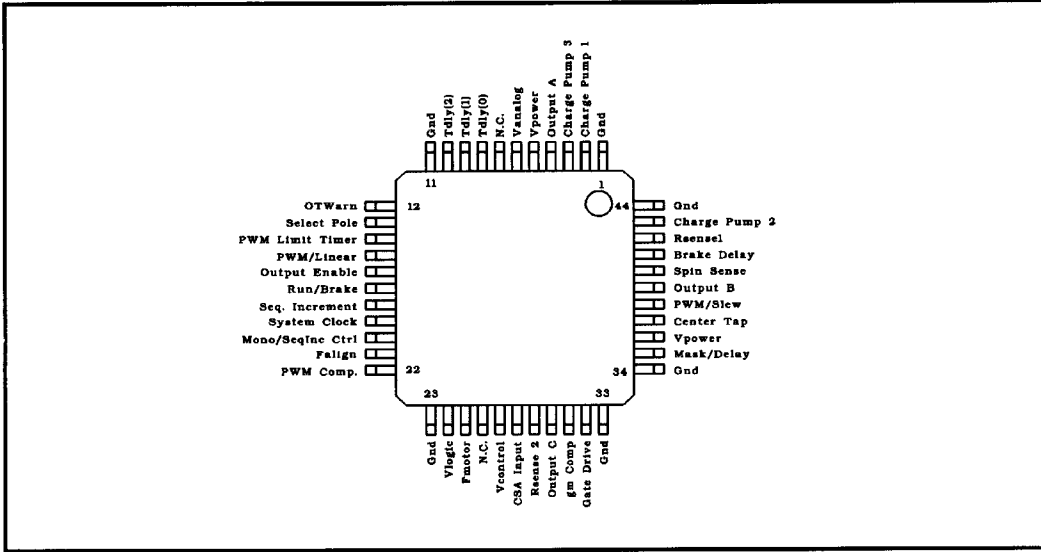 Gnd
Tdly(2)
Tdly(1)
Tdly(0)
N.C.
Vanalog
Vpower
Output A
Charge Pump 3
Charge Pump 1
Gnd
11
1
12
44
OTWarn
Select Pole
PWM Limit Timer
PWM/Linear
Output Enable
Run/Brake
Seq. Increment
System Clock
Mono/SeqInc Ctrl
Falign
PWM Comp.
Gnd
Charge Pump 2
Rsense1
Brake Delay
Spin Sense
Output B
PWM/Slew
Center Tap
Vpower
Mask/Delay
Gnd
22
34
23
33
Gnd
Vlogic
Fmotor
N.C.
Vcontrol
CSA Input
Rsense 2
Output C
gm Comp
Gate Drive
Gnd